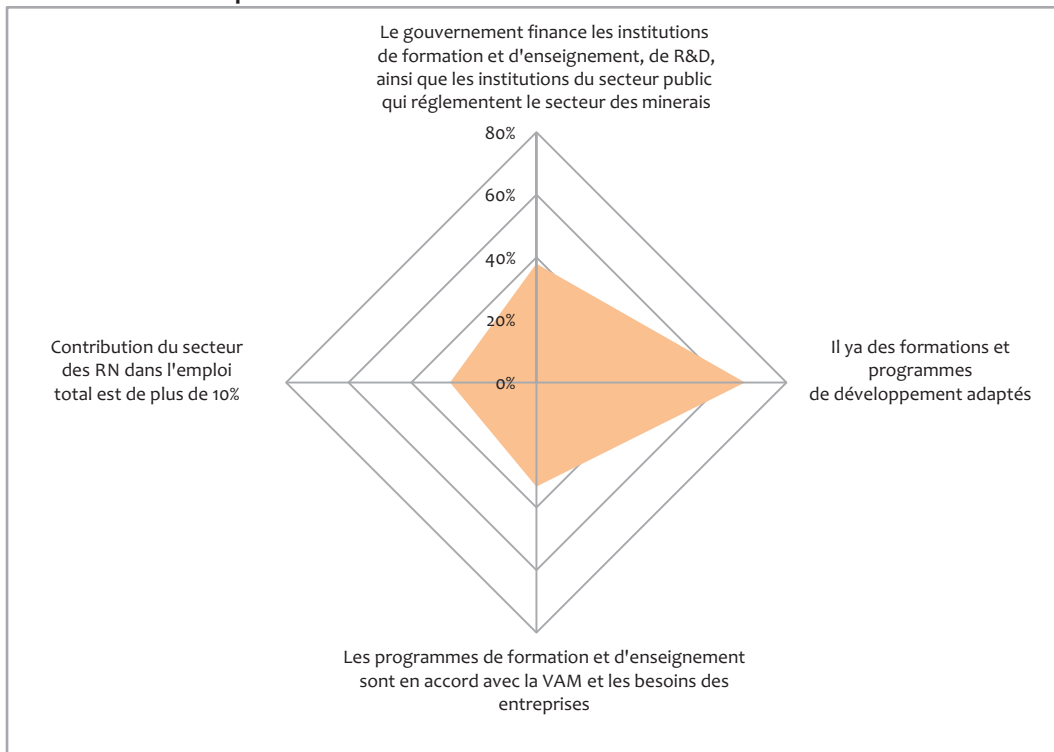 Le gouvernement finance les institutions
de formation et d'enseignement, de R&D,
ainsi que les institutions du secteur public
qui réglementent le secteur des minerais
80%
60%
40%
20%
0%
Contribution du secteur
des RN dans l'emploi
total est de plus de 10%
Il ya des formations et
programmes
de développement adaptés
Les programmes de formation et d'enseignement
sont en accord avec la VAM et les besoins des
entreprises